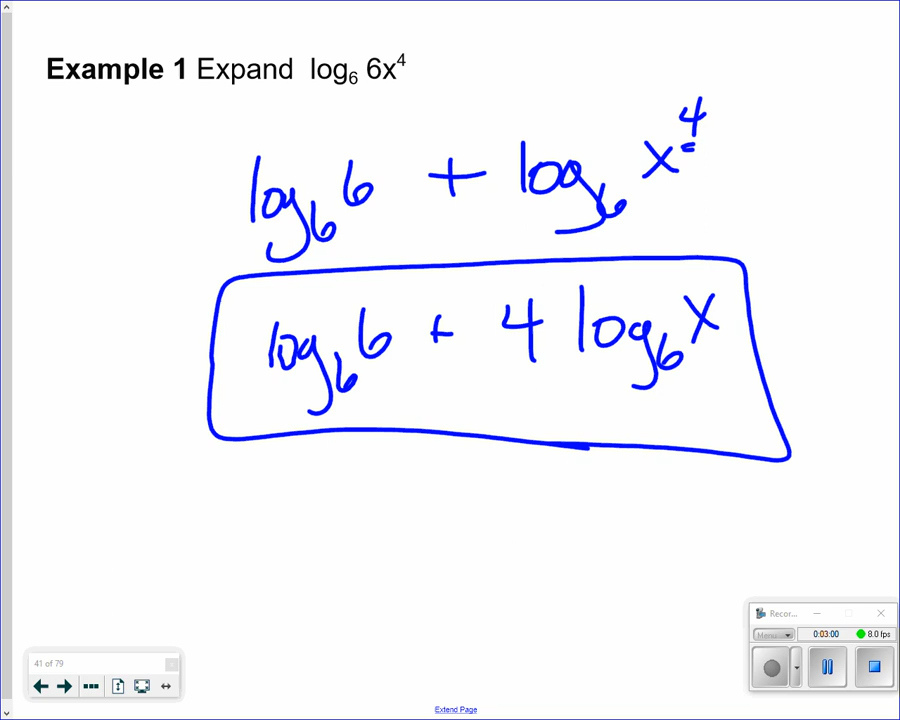 Example 1 Expand log₆ 6x⁴
log₆ 6 + log₆ x⁴
log₆ 6 + 4 log₆ x
Recor...
Menu
0:03:00
8.0 fps
41 of 79
Extend Page